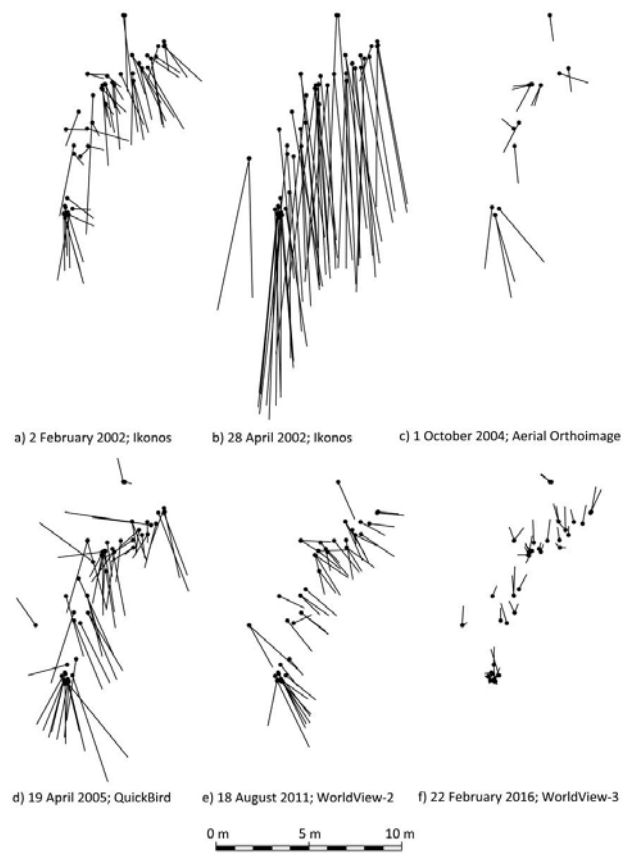 a) 2 February 2002; Ikonos
b) 28 April 2002; Ikonos
c) 1 October 2004; Aerial Orthoimage
d) 19 April 2005; QuickBird
e) 18 August 2011; WorldView-2
f) 22 February 2016; WorldView-3
0 m 5 m 10 m